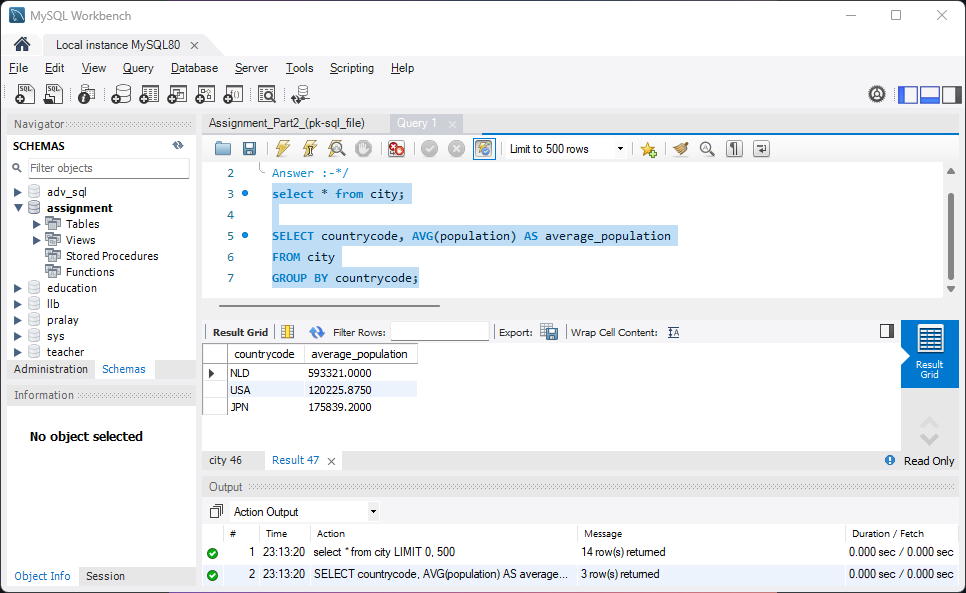 MySQL Workbench
Local instance MySQL80
File Edit View Query Database Server Tools Scripting Help
SQL SQL
Navigator
SCHEMAS
Filter objects
adv_sql
assignment
Tables
Views
Stored Procedures
Functions
education
llb
pralay
sys
teacher
Administration Schemas
Information
No object selected
Object Info Session
Assignment_Part2_(pk-sql_file) Query 1
Limit to 500 rows
2 Answer :-*/
3 select * from city;
4
5 SELECT countrycode, AVG(population) AS average_population
6 FROM city
7 GROUP BY countrycode;
Result Grid Filter Rows: Export: Wrap Cell Content: IA
countrycode average_population
NLD 593321.0000
USA 120225.8750
JPN 175839.2000
Result Grid
city 46 Result 47
Read Only
Output
Action Output
# Time Action Message Duration / Fetch
1 23:13:20 select * from city LIMIT 0, 500 14 row(s) returned 0.000 sec / 0.000 sec
2 23:13:20 SELECT countrycode, AVG(population) AS average... 3 row(s) returned 0.000 sec / 0.000 sec